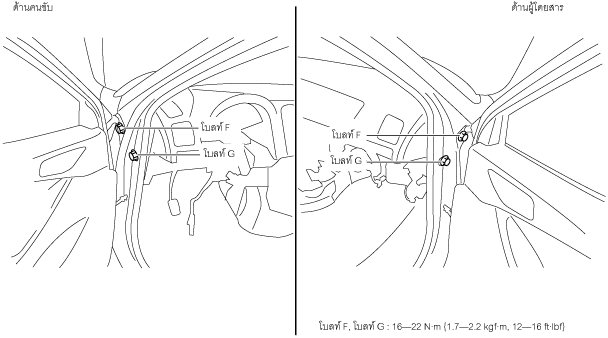 ด้านคนขับ
ด้านผู้โดยสาร
โบลท์ F
โบลท์ G
โบลท์ F
โบลท์ G
โบลท์ F, โบลท์ G : 16—22 N·m {1.7—2.2 kgf·m, 12—16 ft·lbf}